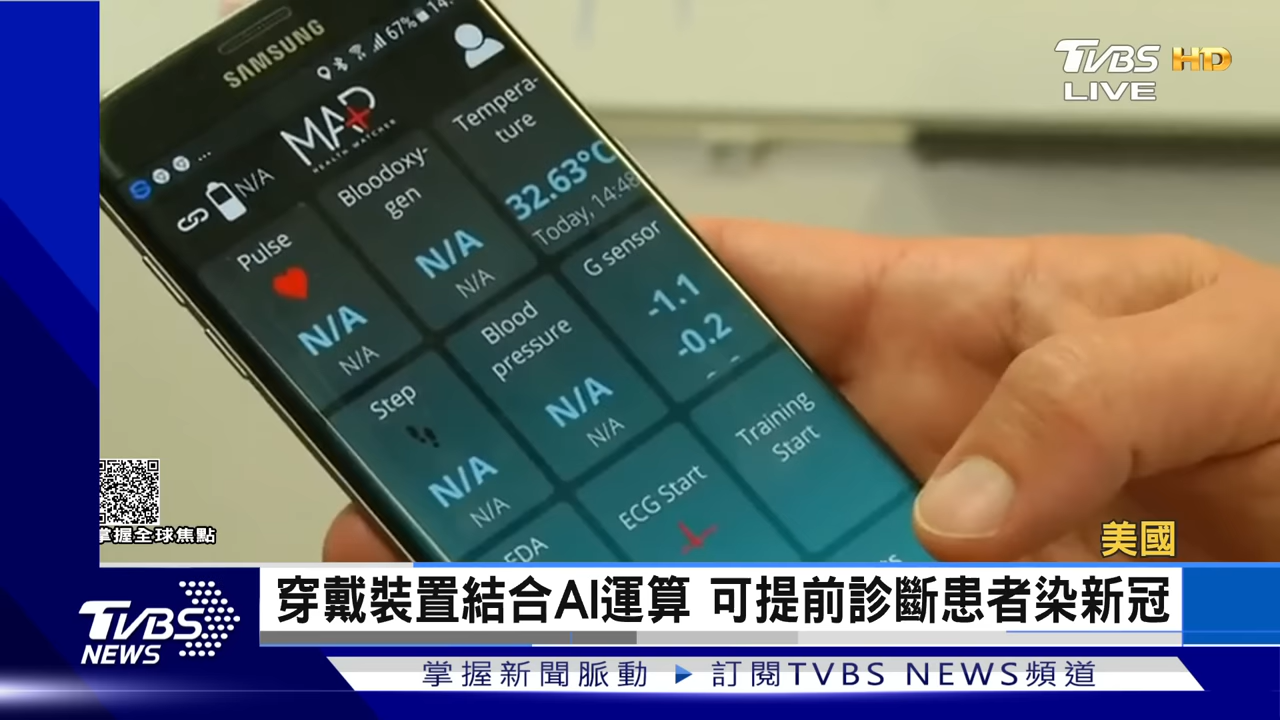 TVBS HD
LIVE
SAMSUNG
67%
14:
N/A
MAD
HEALTH WATCHER
Pulse
N/A
N/A
Bloodoxy-
gen
N/A
N/A
Tempera-
ture
32.63°C
Today, 14:48
Step
N/A
N/A
Blood
pressure
N/A
N/A
G sensor
-1.1
-0.2
EDA
ECG Start
Training
Start
掌握全球焦點
美國
TVBS
NEWS
穿戴裝置結合AI運算 可提前診斷患者染新冠
掌握新聞脈動 訂閱TVBS NEWS頻道